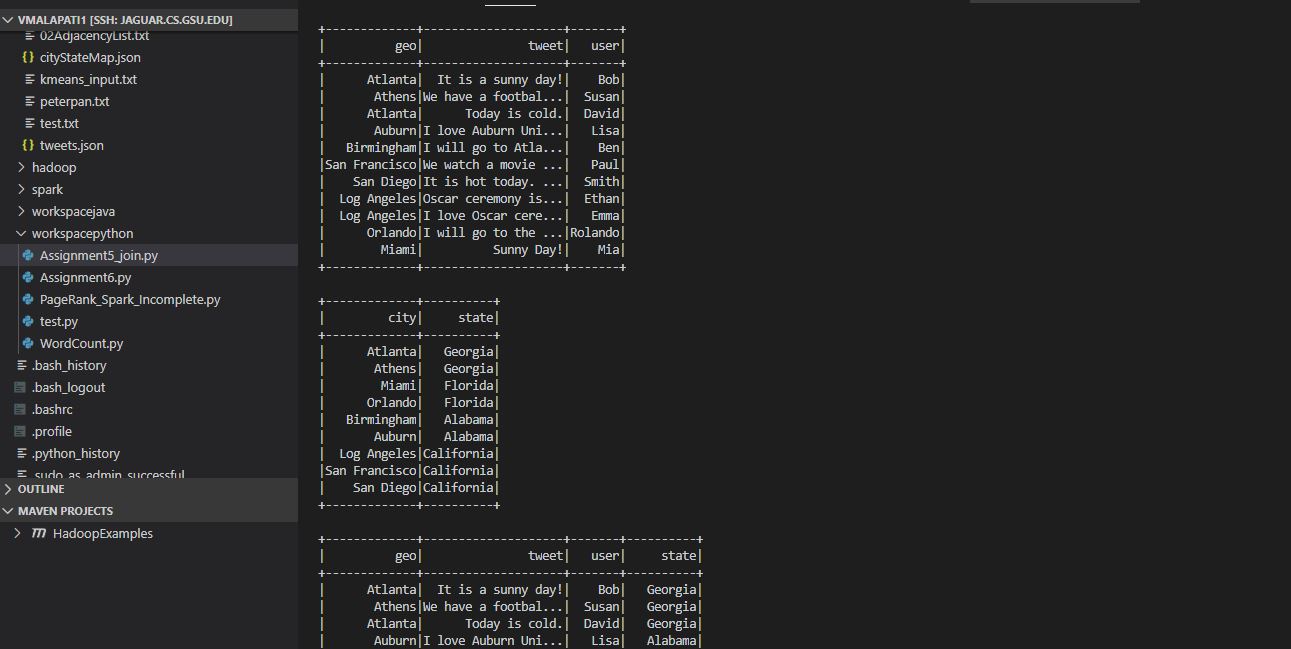 VMALAPATI1 [SSH: JAGUAR.CS.GSU.EDU]
02AdjacencyList.txt
{} cityStateMap.json
kmeans_input.txt
peterpan.txt
test.txt
{} tweets.json
hadoop
spark
workspacejava
workspacepython
Assignment5_join.py
Assignment6.py
PageRank_Spark_Incomplete.py
test.py
WordCount.py
.bash_history
.bash_logout
.bashrc
.profile
.python_history
.sudo_as_admin_successful
OUTLINE
MAVEN PROJECTS
HadoopExamples
+-------------+--------------------+-------+
|          geo|               tweet|   user|
+-------------+--------------------+-------+
|      Atlanta|  It is a sunny day!|    Bob|
|       Athens|We have a footbal...|  Susan|
|      Atlanta|      Today is cold.|  David|
|       Auburn|I love Auburn Uni...|   Lisa|
|   Birmingham|I will go to Atla...|    Ben|
|San Francisco|We watch a movie ...|   Paul|
|    San Diego|It is hot today. ...|  Smith|
|  Log Angeles|Oscar ceremony is...|  Ethan|
|  Log Angeles|I love Oscar cere...|   Emma|
|      Orlando|I will go to the ...|Rolando|
|        Miami|          Sunny Day!|    Mia|
+-------------+--------------------+-------+
+-------------+----------+
|         city|     state|
+-------------+----------+
|      Atlanta|   Georgia|
|       Athens|   Georgia|
|        Miami|   Florida|
|      Orlando|   Florida|
|   Birmingham|   Alabama|
|       Auburn|   Alabama|
|  Log Angeles|California|
|San Francisco|California|
|    San Diego|California|
+-------------+----------+
+-------------+--------------------+-------+----------+
|          geo|               tweet|   user|     state|
+-------------+--------------------+-------+----------+
|      Atlanta|  It is a sunny day!|    Bob|   Georgia|
|       Athens|We have a footbal...|  Susan|   Georgia|
|      Atlanta|      Today is cold.|  David|   Georgia|
|       Auburn|I love Auburn Uni...|   Lisa|   Alabama|